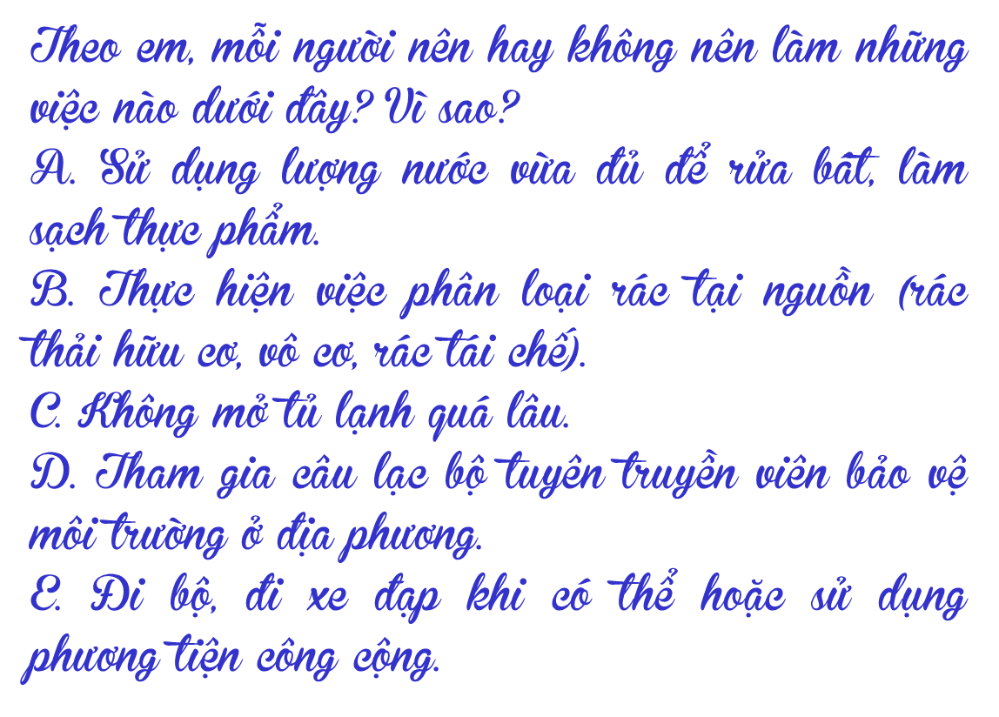 Theo em, mỗi người nên hay không nên làm những
việc nào dưới đây? Vì sao?
A. Sử dụng lượng nước vừa đủ để rửa bát, làm
sạch thực phẩm.
B. Thực hiện việc phân loại rác tại nguồn (rác
thải hữu cơ, vô cơ, rác tái chế).
C. Không mở tủ lạnh quá lâu.
D. Tham gia câu lạc bộ tuyên truyền viên bảo vệ
môi trường ở địa phương.
E. Đi bộ, đi xe đạp khi có thể hoặc sử dụng
phương tiện công cộng.